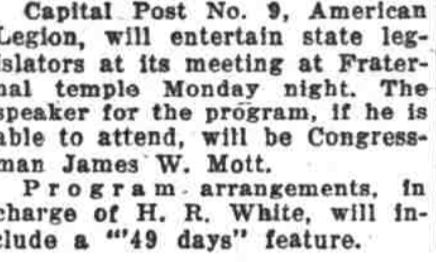 Capital Post No. 9, American
Legion, will entertain state leg-
islators at its meeting at Frater-
nal temple Monday night. The
speaker for the program, if he is
able to attend, will be Congress-
man James W. Mott.
Program arrangements, in
charge of H. R. White, will in-
clude a "'49 days" feature.